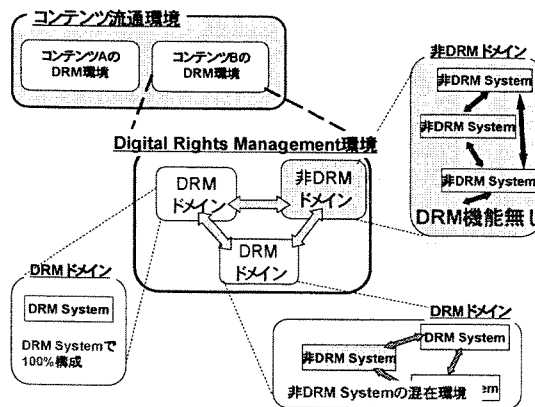 コンテンツ流通環境
コンテンツAの
DRM環境
コンテンツBの
DRM環境
Digital Rights Management環境
DRM
ドメイン
非DRM
ドメイン
DRM
ドメイン
非DRMドメイン
非DRM System
非DRM System
非DRM System
DRM機能無し
DRMドメイン
DRM System
DRM Systemで
100%構成
DRMドメイン
DRM System
非DRM System
非DRM Systemの混在環境